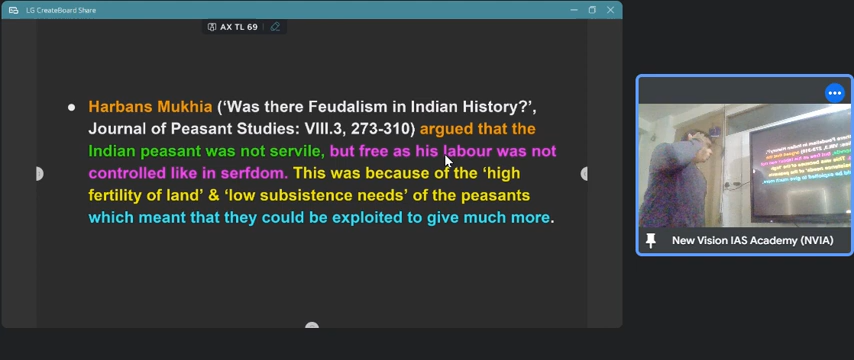 LG CreateBoard Share
AX TL 69
● Harbans Mukhia (‘Was there Feudalism in Indian History?’,
Journal of Peasant Studies: VIII.3, 273-310) argued that the
Indian peasant was not servile, but free as his labour was not
controlled like in serfdom. This was because of the ‘high
fertility of land’ & ‘low subsistence needs’ of the peasants
which meant that they could be exploited to give much more.
New Vision IAS Academy (NVIA)